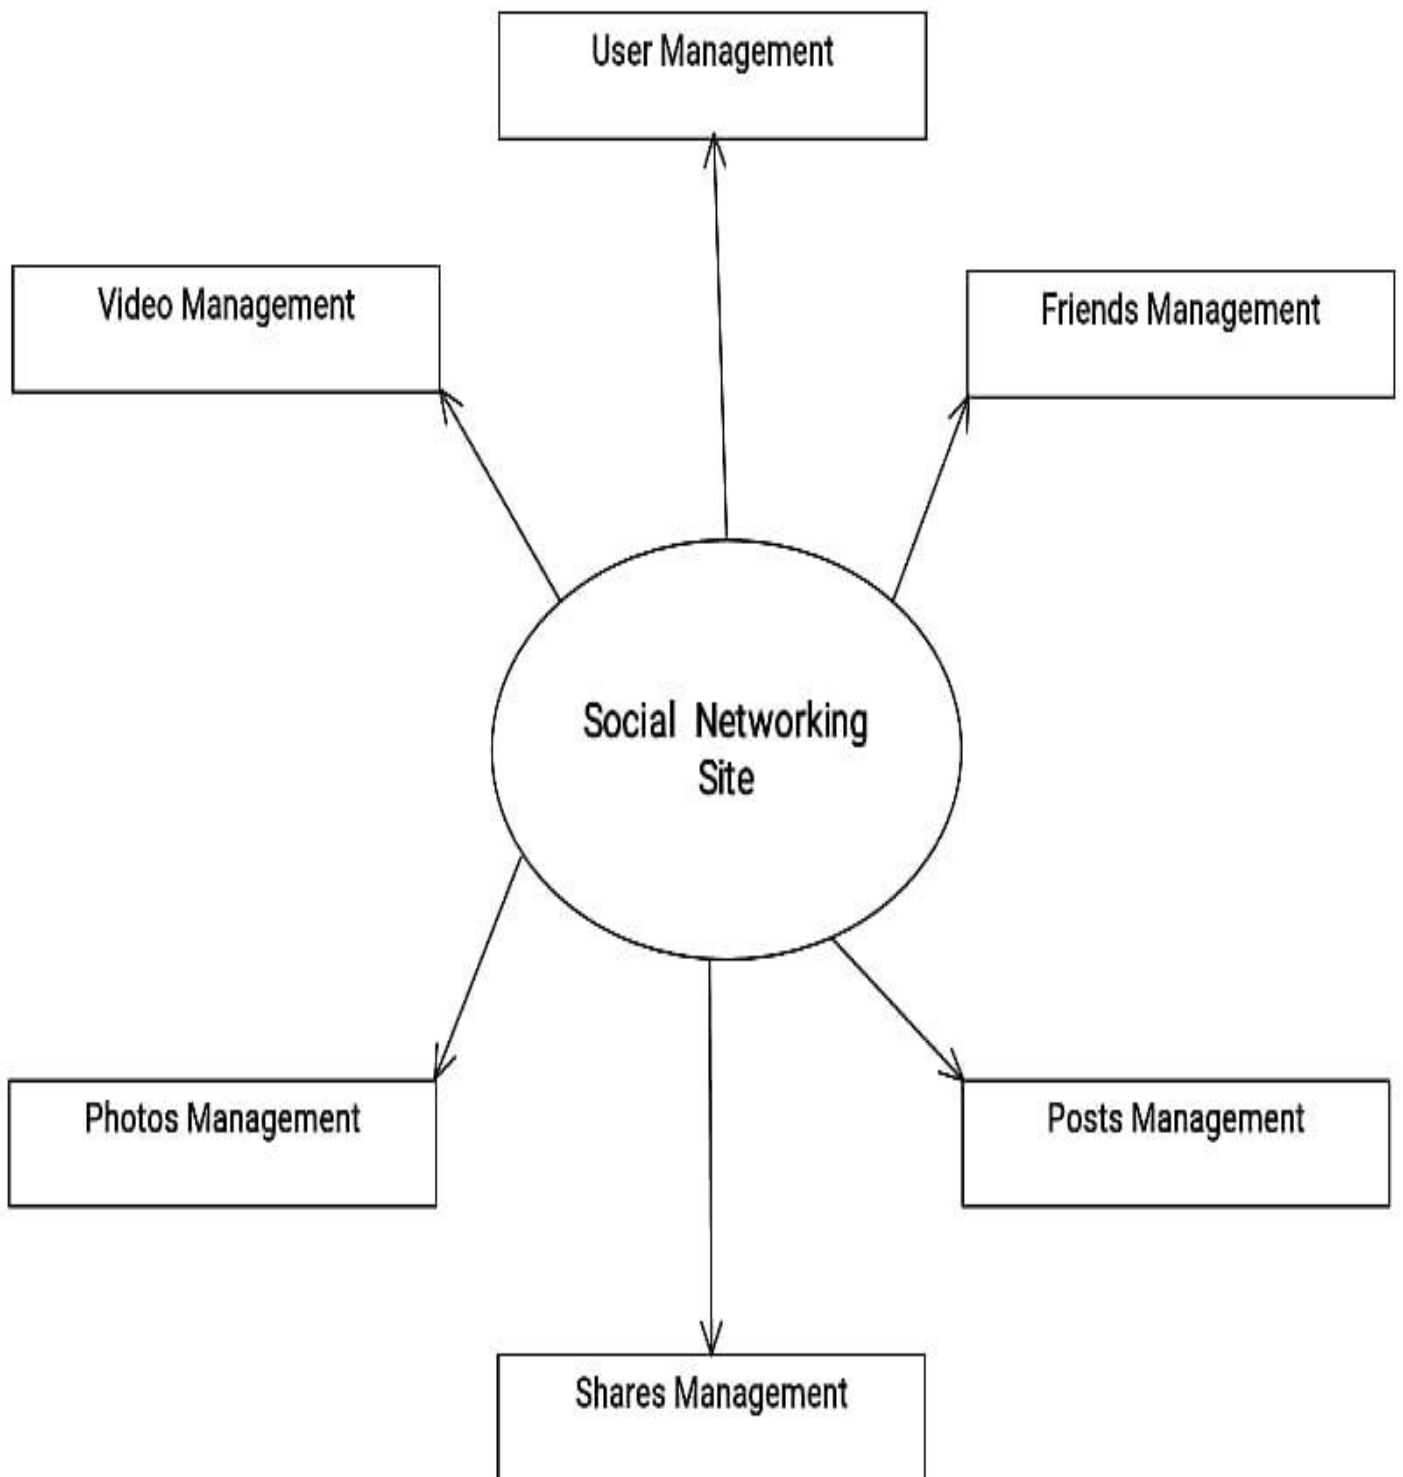 User Management
Video Management
Friends Management
Social Networking
Site
Photos Management
Posts Management
Shares Management